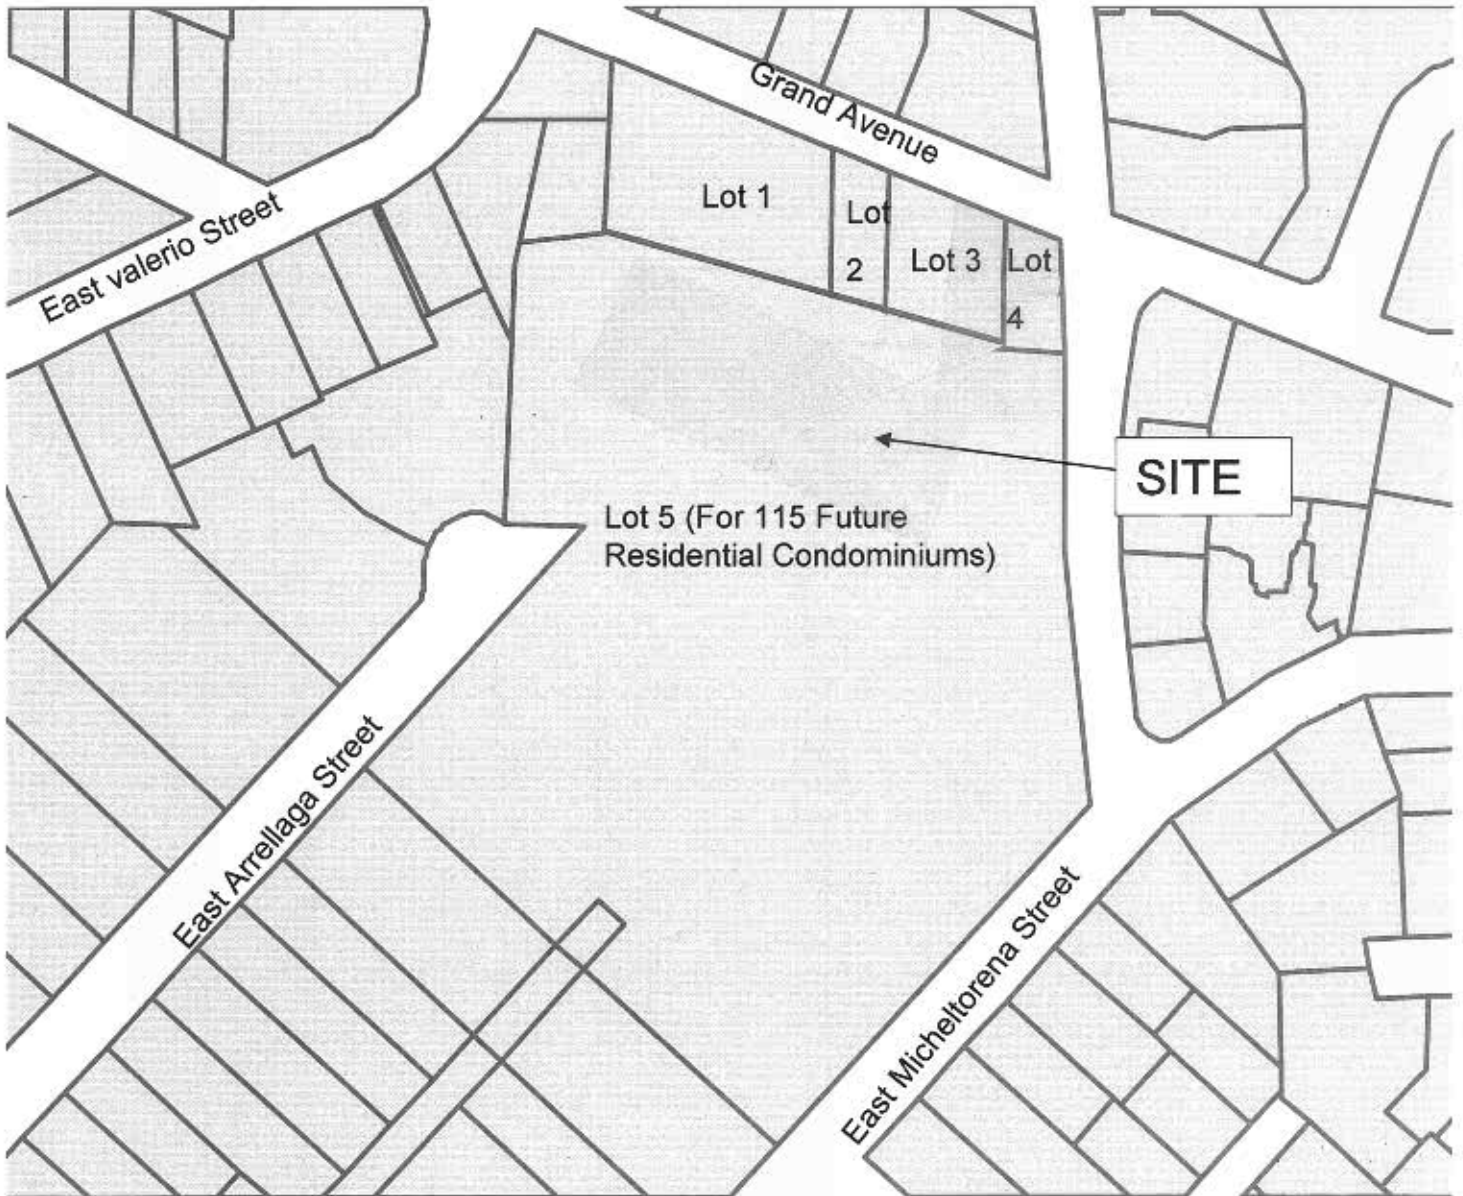 Grand Avenue
Lot 1
Lot
2
Lot 3
Lot
4
East valerio Street
SITE
Lot 5 (For 115 Future
Residential Condominiums)
East Arrellaga Street
East Micheltorena Street